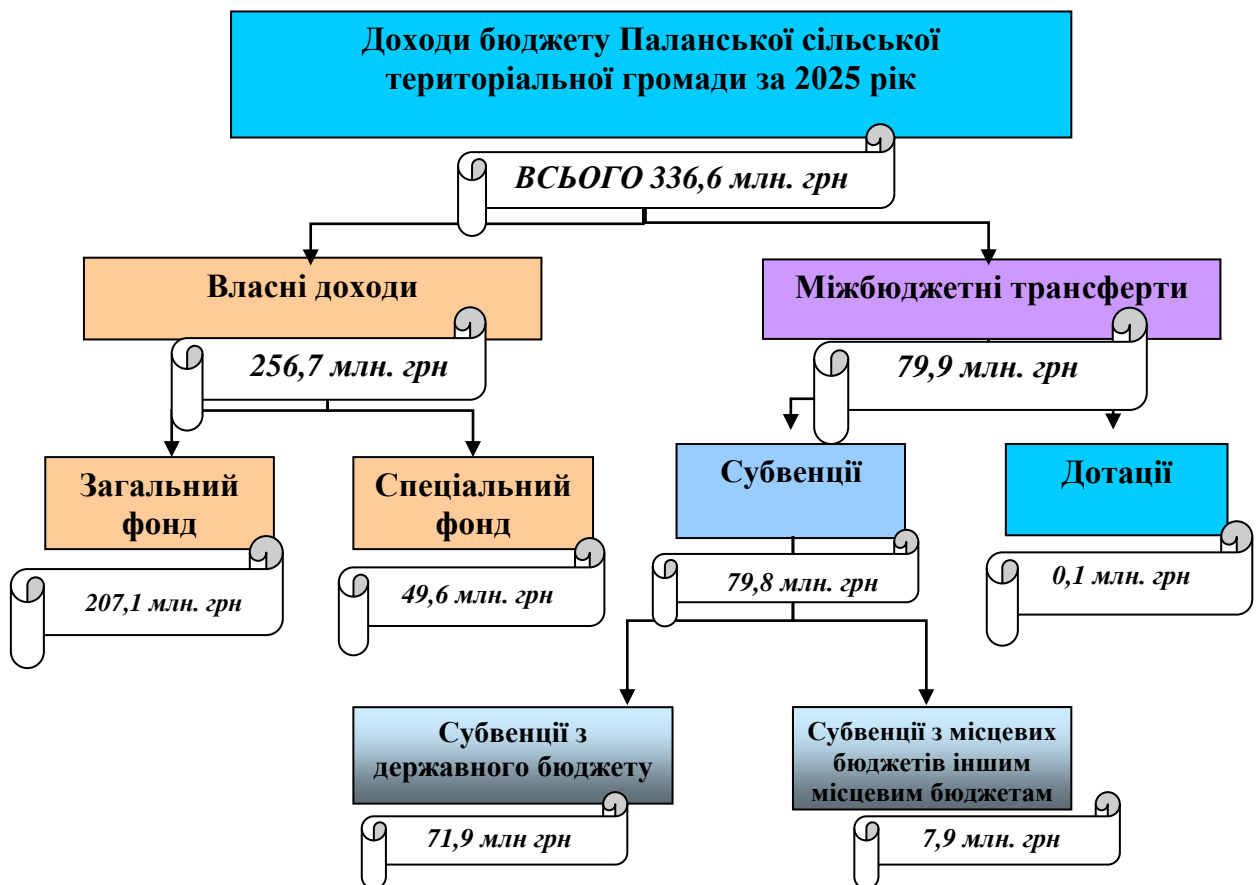 Доходи бюджету Паланської сільської
територіальної громади за 2025 рік
ВСЬОГО 336,6 млн. грн
Власні доходи
256,7 млн. грн
Міжбюджетні трансферти
79,9 млн. грн
Загальний
фонд
207,1 млн. грн
Спеціальний
фонд
49,6 млн. грн
Субвенції
79,8 млн. грн
Дотації
0,1 млн. грн
Субвенції з
державного бюджету
71,9 млн грн
Субвенції з місцевих
бюджетів іншим
місцевим бюджетам
7,9 млн. грн